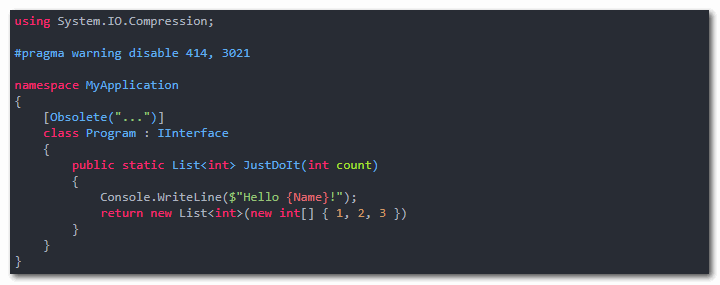 using System.IO.Compression;
#pragma warning disable 414, 3021
namespace MyApplication
{
    [Obsolete("...")]
    class Program : IInterface
    {
        public static List<int> JustDoIt(int count)
        {
            Console.WriteLine($"Hello {Name}!");
            return new List<int>(new int[] { 1, 2, 3 })
        }
    }
}